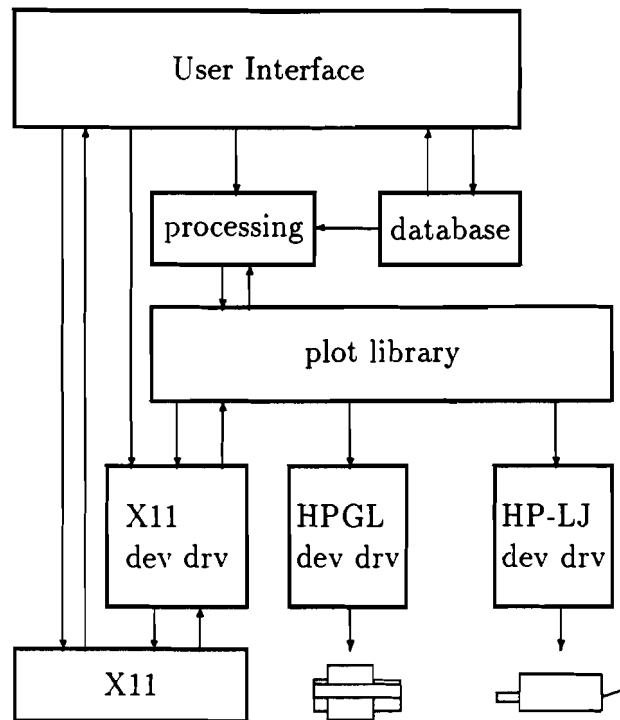 User Interface
processing
database
plot library
X11
dev drv
HPGL
dev drv
HP-LJ
dev drv
X11